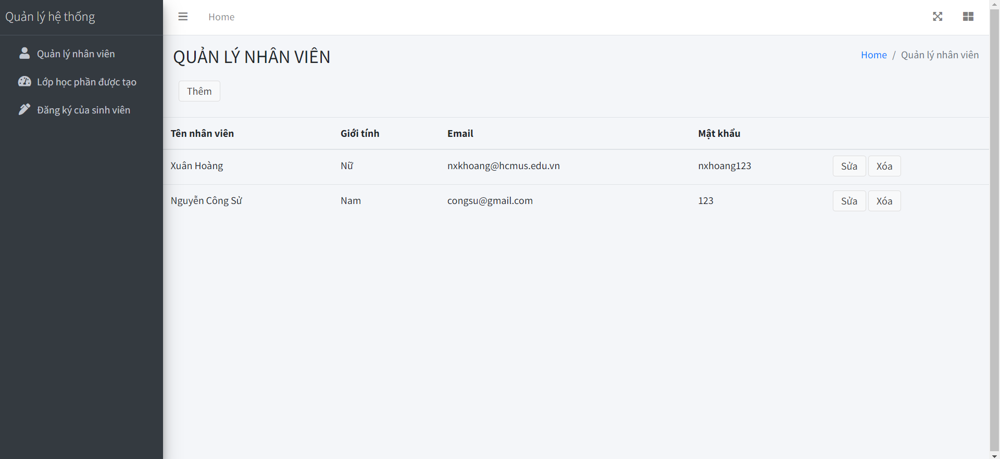 Quản lý hệ thống
Quản lý nhân viên
Lớp học phần được tạo
Đăng ký của sinh viên
Home
QUẢN LÝ NHÂN VIÊN
Home / Quản lý nhân viên
Thêm
Tên nhân viên Giới tính Email Mật khẩu
Xuân Hoàng Nữ nxkhoang@hcmus.edu.vn nxhoang123 Sửa Xóa
Nguyễn Công Sử Nam congsu@gmail.com 123 Sửa Xóa